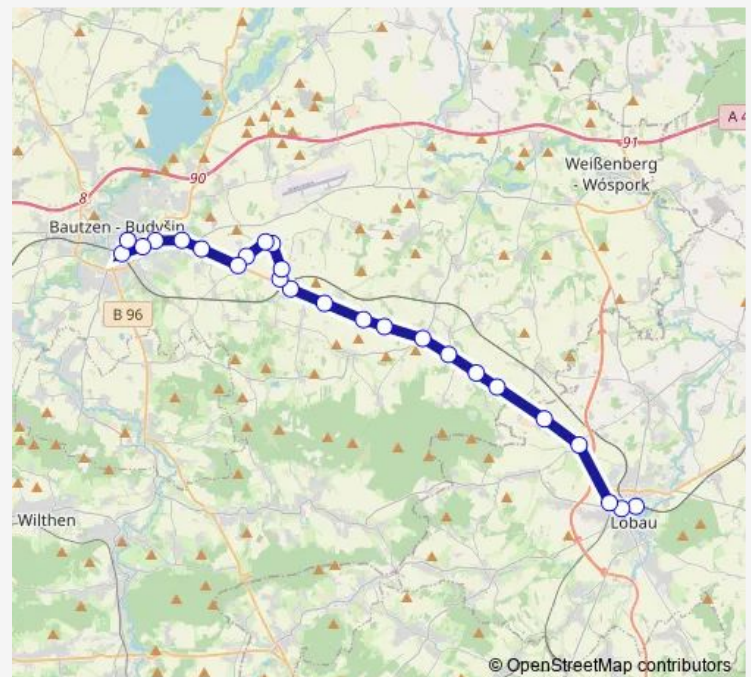 A 4
91
Weißenberg
- Wóspork
90
8
Bautzen - Budyšin
B 96
Wilthen
Löbau
© OpenStreetMap contributors